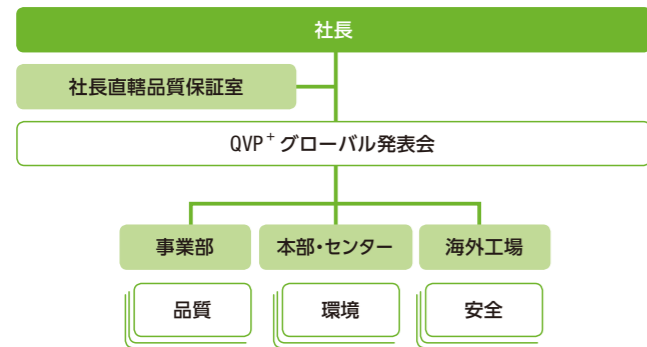 社長
社長直轄品質保証室
QVP⁺グローバル発表会
事業部 本部・センター 海外工場
品質 環境 安全